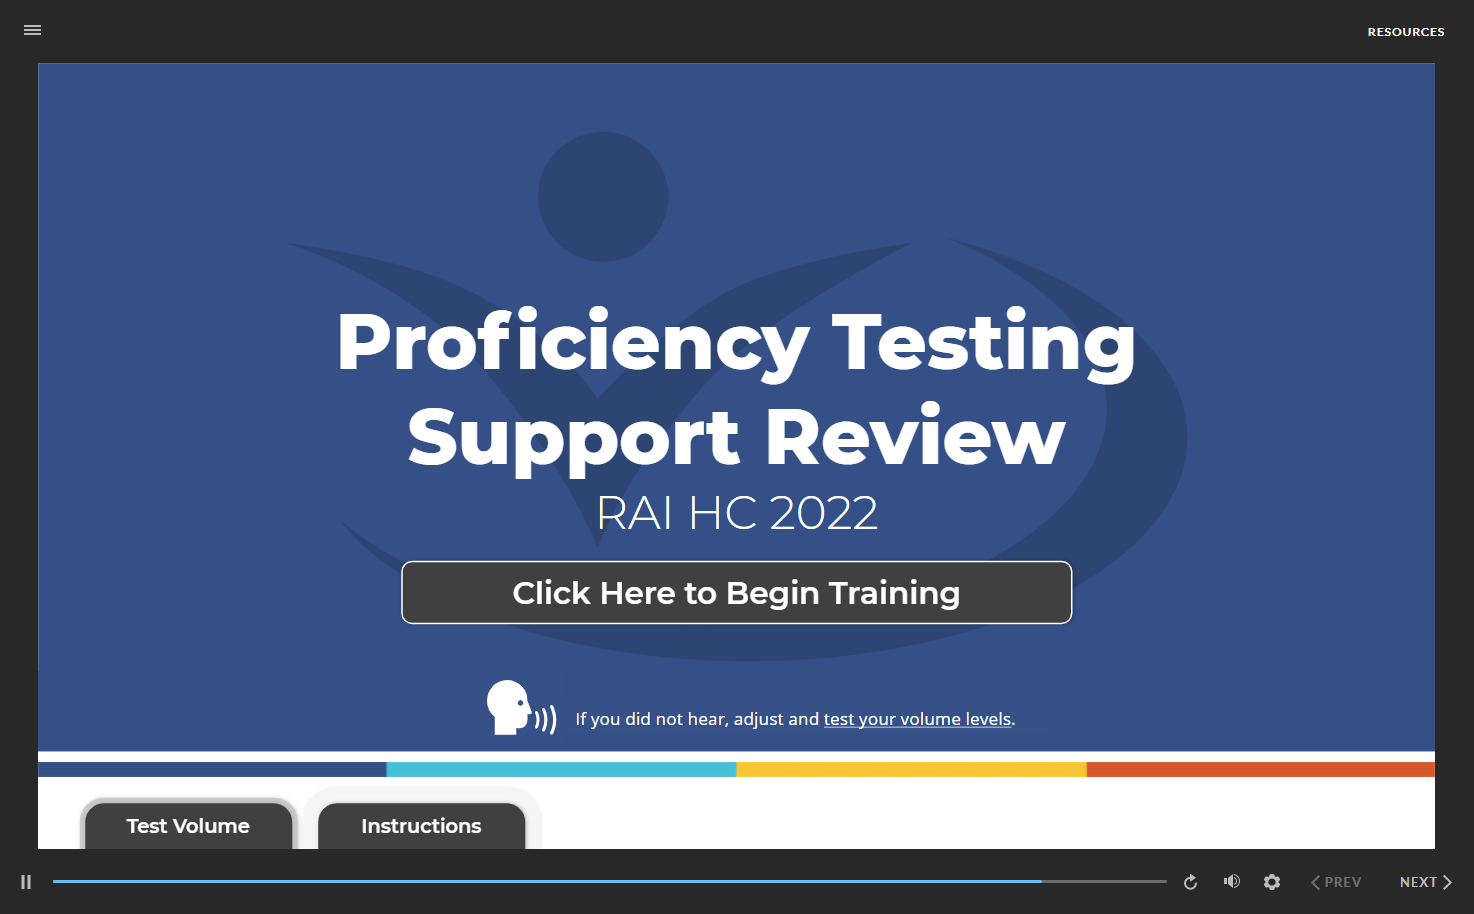 RESOURCES
Proficiency Testing
Support Review
RAI HC 2022
Click Here to Begin Training
If you did not hear, adjust and test your volume levels.
Test Volume
Instructions
PREV
NEXT